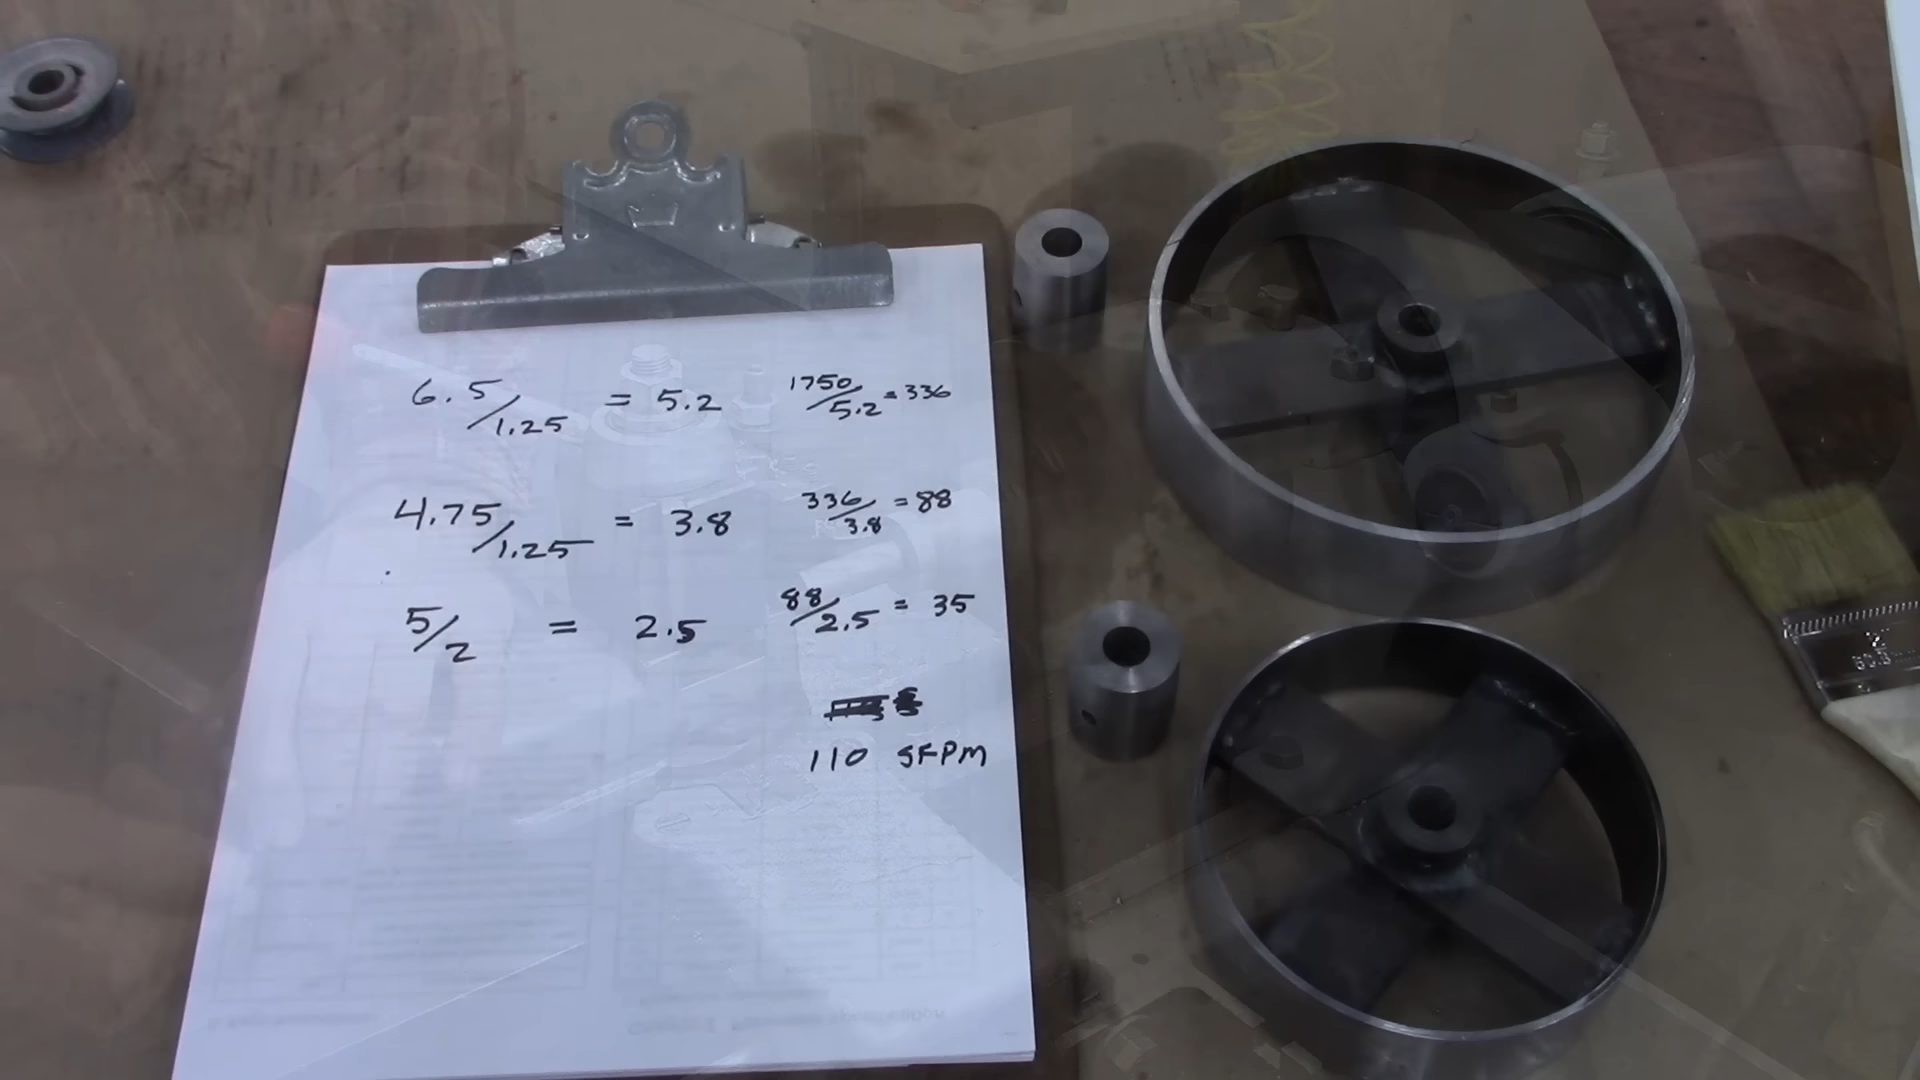 6.5/1.25 = 5.2 1750/5.2 = 336
4.75/1.25 = 3.8 336/3.8 = 88
5/2 = 2.5 88/2.5 = 35
110 SFPM